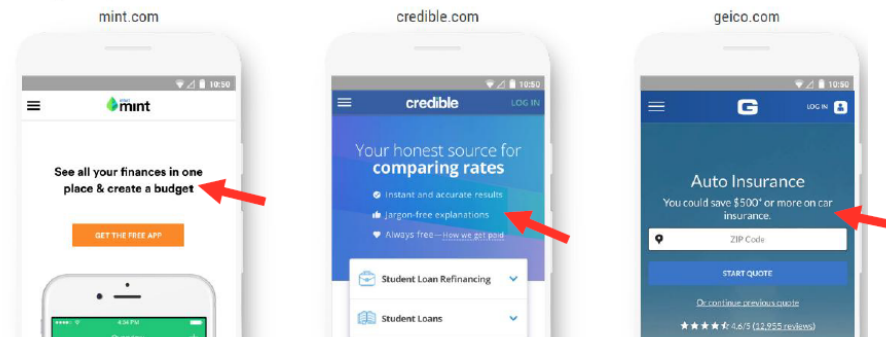 mint.com
10:50
mint
See all your finances in one
place & create a budget
GET THE FREE APP
4:34 PM
credible.com
10:50
credible LOG IN
Your honest source for
comparing rates
Instant and accurate results
Jargon-free explanations
Always free—How we get paid
Student Loan Refinancing
Student Loans
geico.com
10:50
G LOG IN
Auto Insurance
You could save $500* or more on car
insurance.
ZIP Code
START QUOTE
Or continue previous quote
4.6/5 (12,955 reviews)